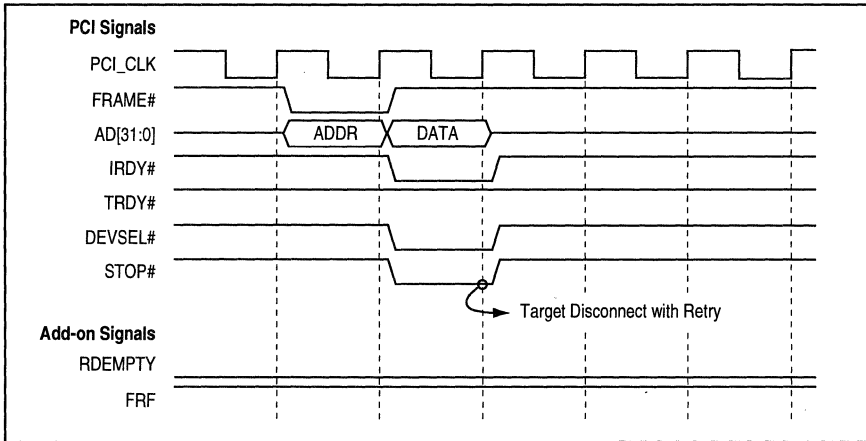 PCI Signals
PCI_CLK
FRAME#
AD[31:0]
ADDR
DATA
IRDY#
TRDY#
DEVSEL#
STOP#
Target Disconnect with Retry
Add-on Signals
RDEMPTY
FRF